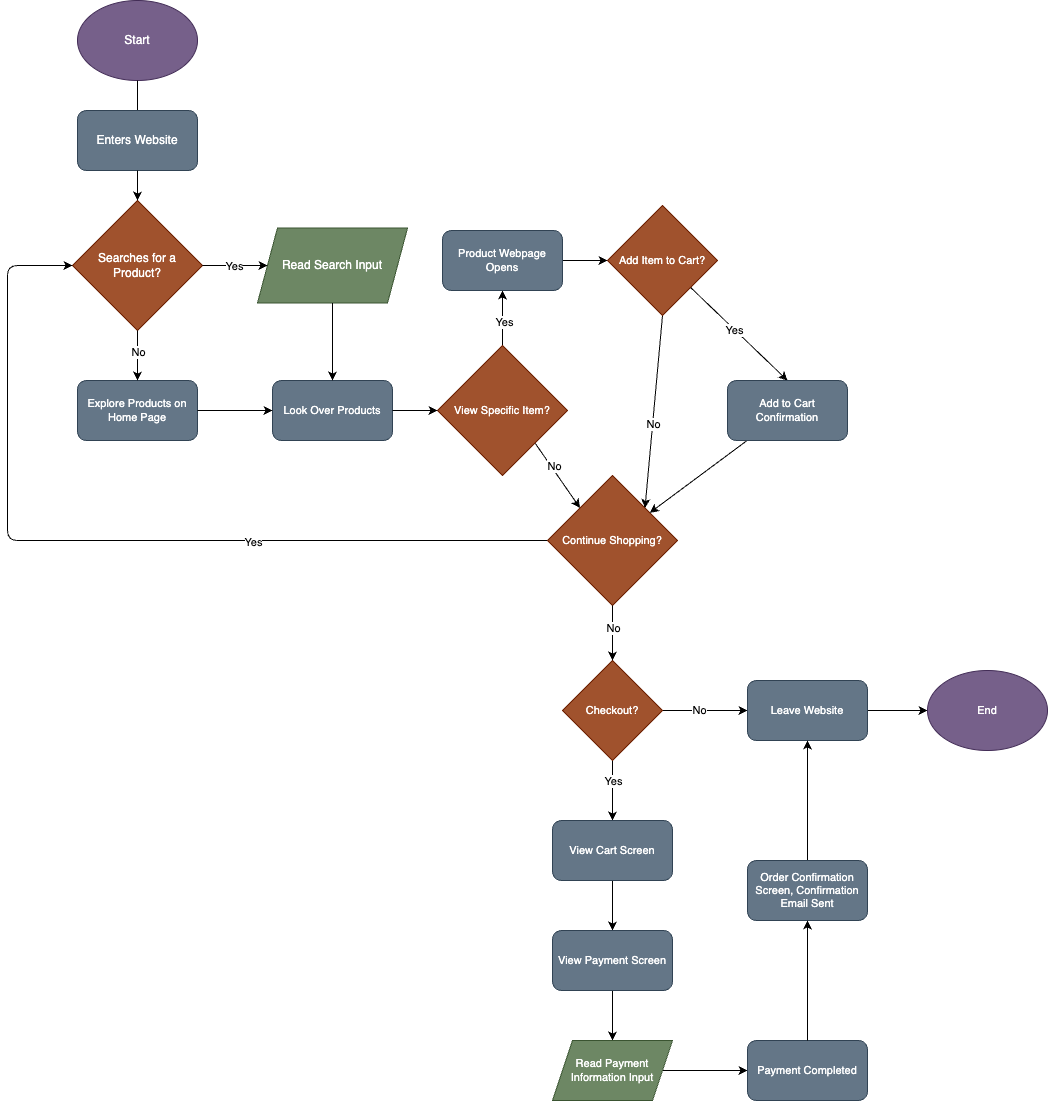 Start
Enters Website
Searches for a
Product?
Yes
Read Search Input
No
Explore Products on
Home Page
Look Over Products
View Specific Item?
Yes
Product Webpage
Opens
Add Item to Cart?
Yes
Add to Cart
Confirmation
No
No
Continue Shopping?
Yes
No
Checkout?
No
Leave Website
End
Yes
View Cart Screen
View Payment Screen
Read Payment
Information Input
Payment Completed
Order Confirmation
Screen, Confirmation
Email Sent